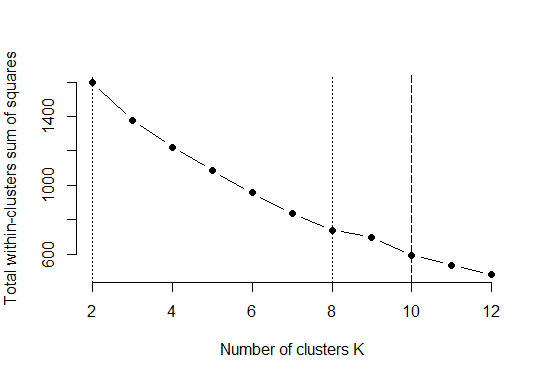 Total within-clusters sum of squares
1400
1000
600
2 4 6 8 10 12
Number of clusters K